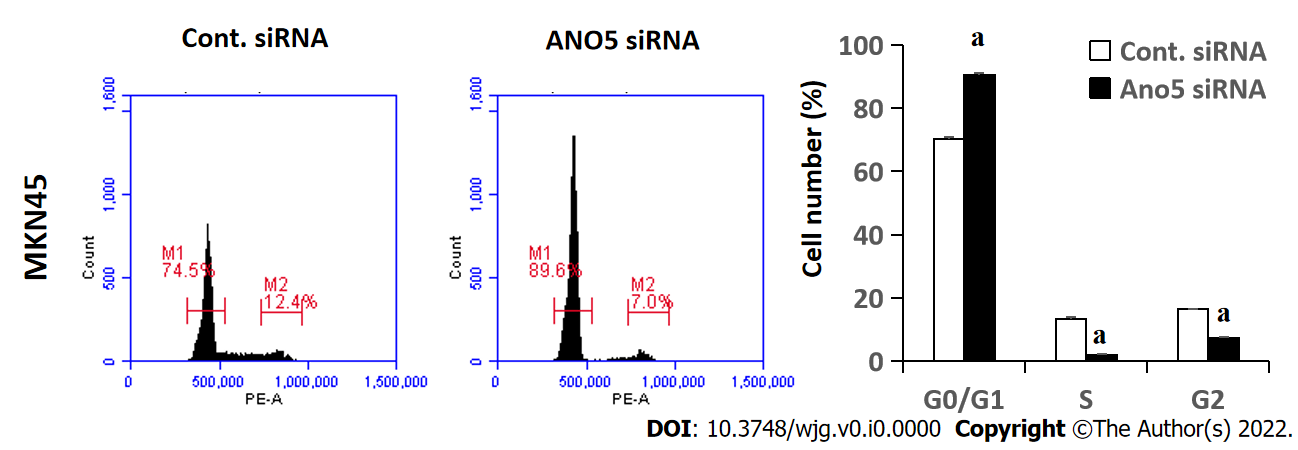 Cont. siRNA
ANO5 siRNA
MKN45
1,600
1,000
500
0
Count
M1
74.5%
M2
12.4%
0
500,000
1,000,000
1,500,000
PE-A
1,600
1,000
500
0
Count
M1
89.6%
M2
7.0%
0
500,000
1,000,000
1,500,000
PE-A
Cell number (%)
100
80
60
40
20
0
a
a
a
Cont. siRNA
Ano5 siRNA
G0/G1
S
G2
DOI: 10.3748/wjg.v0.i0.0000 Copyright ©The Author(s) 2022.